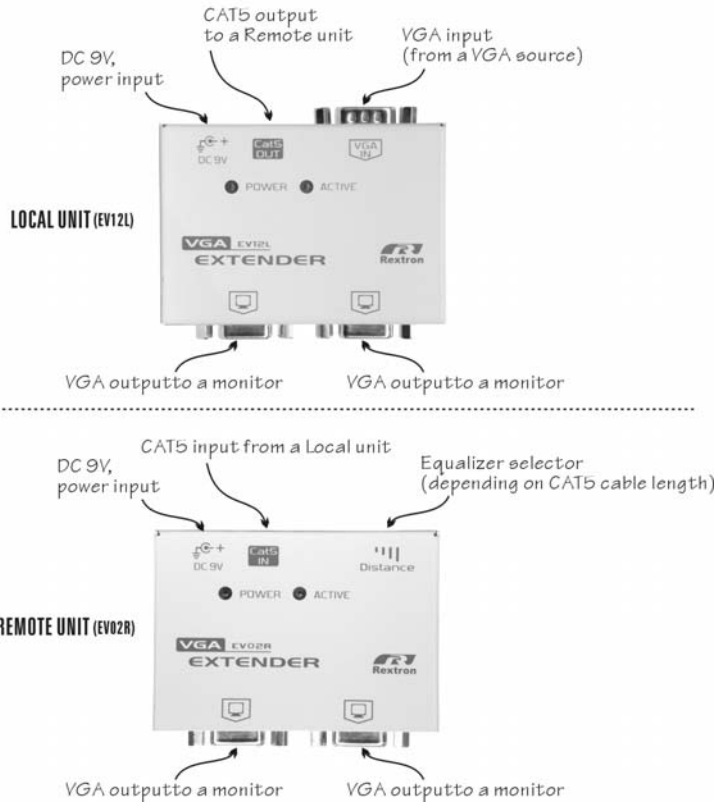 CAT5 output
to a Remote unit
VGA input
(from a VGA source)
DC 9V,
power input
DC 9V
Cat5
OUT
VGA
IN
POWER
ACTIVE
LOCAL UNIT (EV12L)
VGA EV12L
EXTENDER
Rextron
VGA outputto a monitor
VGA outputto a monitor
CAT5 input from a Local unit
DC 9V,
power input
Equalizer selector
(depending on CAT5 cable length)
DC 9V
Cat5
IN
Distance
POWER
ACTIVE
REMOTE UNIT (EV02R)
VGA EV02R
EXTENDER
Rextron
VGA outputto a monitor
VGA outputto a monitor